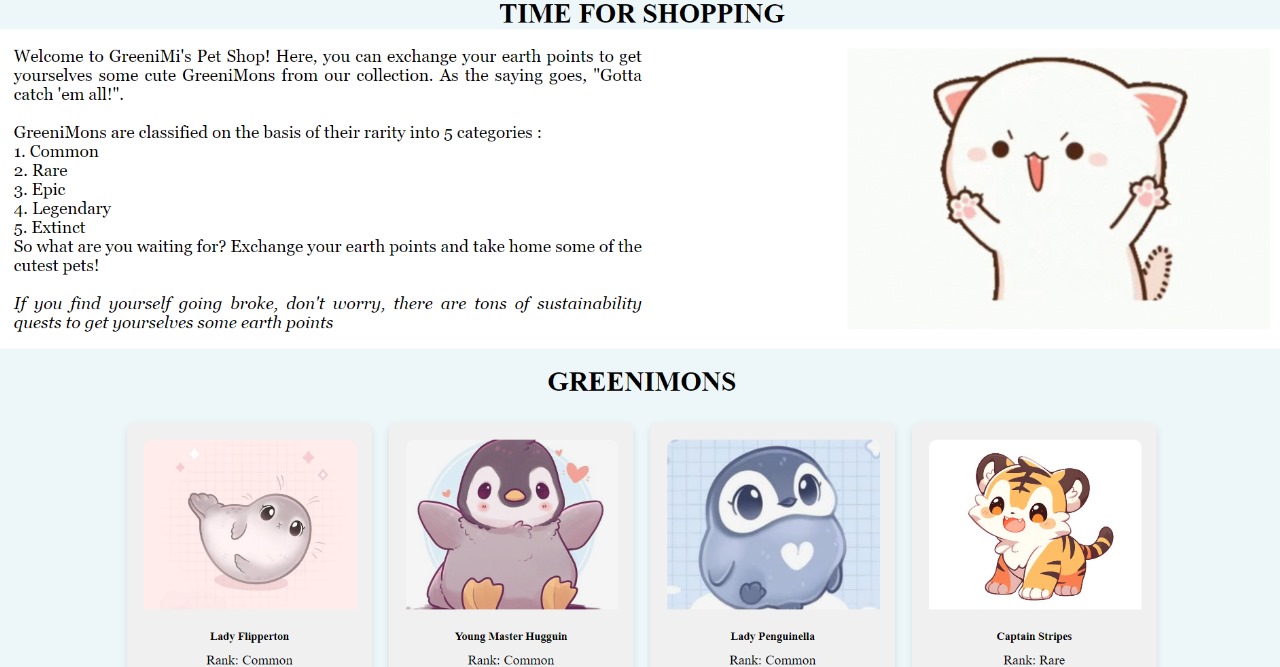 TIME FOR SHOPPING
Welcome to GreeniMi's Pet Shop! Here, you can exchange your earth points to get
yourselves some cute GreeniMons from our collection. As the saying goes, "Gotta
catch 'em all!".
GreeniMons are classified on the basis of their rarity into 5 categories :
1. Common
2. Rare
3. Epic
4. Legendary
5. Extinct
So what are you waiting for? Exchange your earth points and take home some of the
cutest pets!
If you find yourself going broke, don't worry, there are tons of sustainability
quests to get yourselves some earth points
GREENIMONS
Lady Flipperton
Rank: Common
Young Master Hugguin
Rank: Common
Lady Penguinella
Rank: Common
Captain Stripes
Rank: Rare